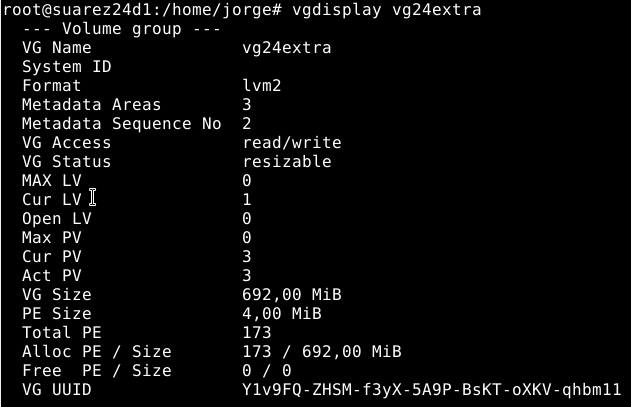 root@suarez24d1:/home/jorge# vgdisplay vg24extra
--- Volume group ---
VG Name vg24extra
System ID
Format lvm2
Metadata Areas 3
Metadata Sequence No 2
VG Access read/write
VG Status resizable
MAX LV 0
Cur LV 1
Open LV 0
Max PV 0
Cur PV 3
Act PV 3
VG Size 692,00 MiB
PE Size 4,00 MiB
Total PE 173
Alloc PE / Size 173 / 692,00 MiB
Free PE / Size 0 / 0
VG UUID Y1v9FQ-ZHSM-f3yX-5A9P-BsKT-oXKV-qhbm11